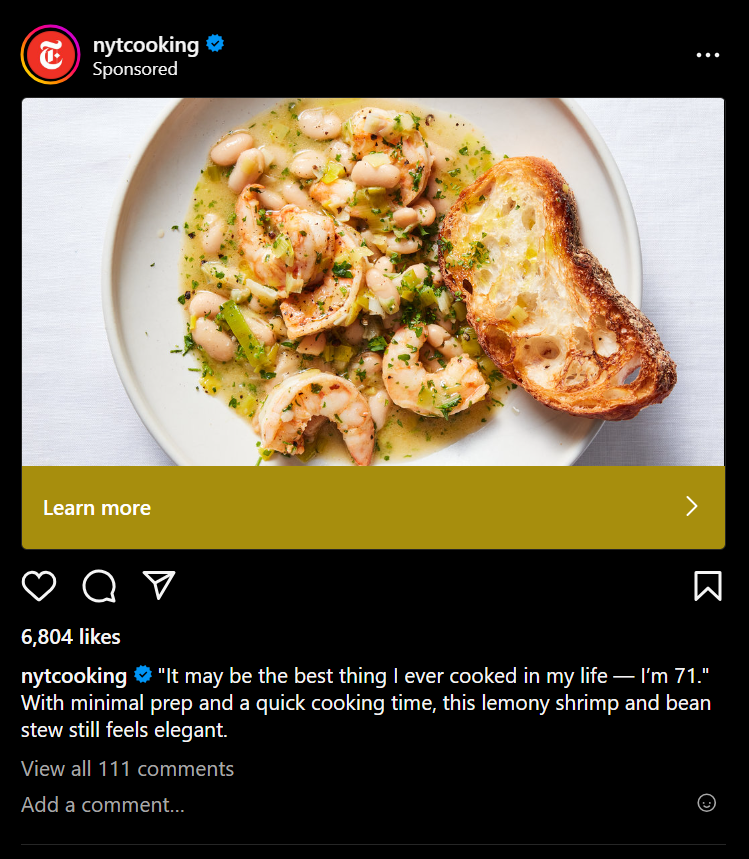 nytcooking
Sponsored
Learn more
6,804 likes
nytcooking "It may be the best thing I ever cooked in my life — I’m 71."
With minimal prep and a quick cooking time, this lemony shrimp and bean
stew still feels elegant.
View all 111 comments
Add a comment...